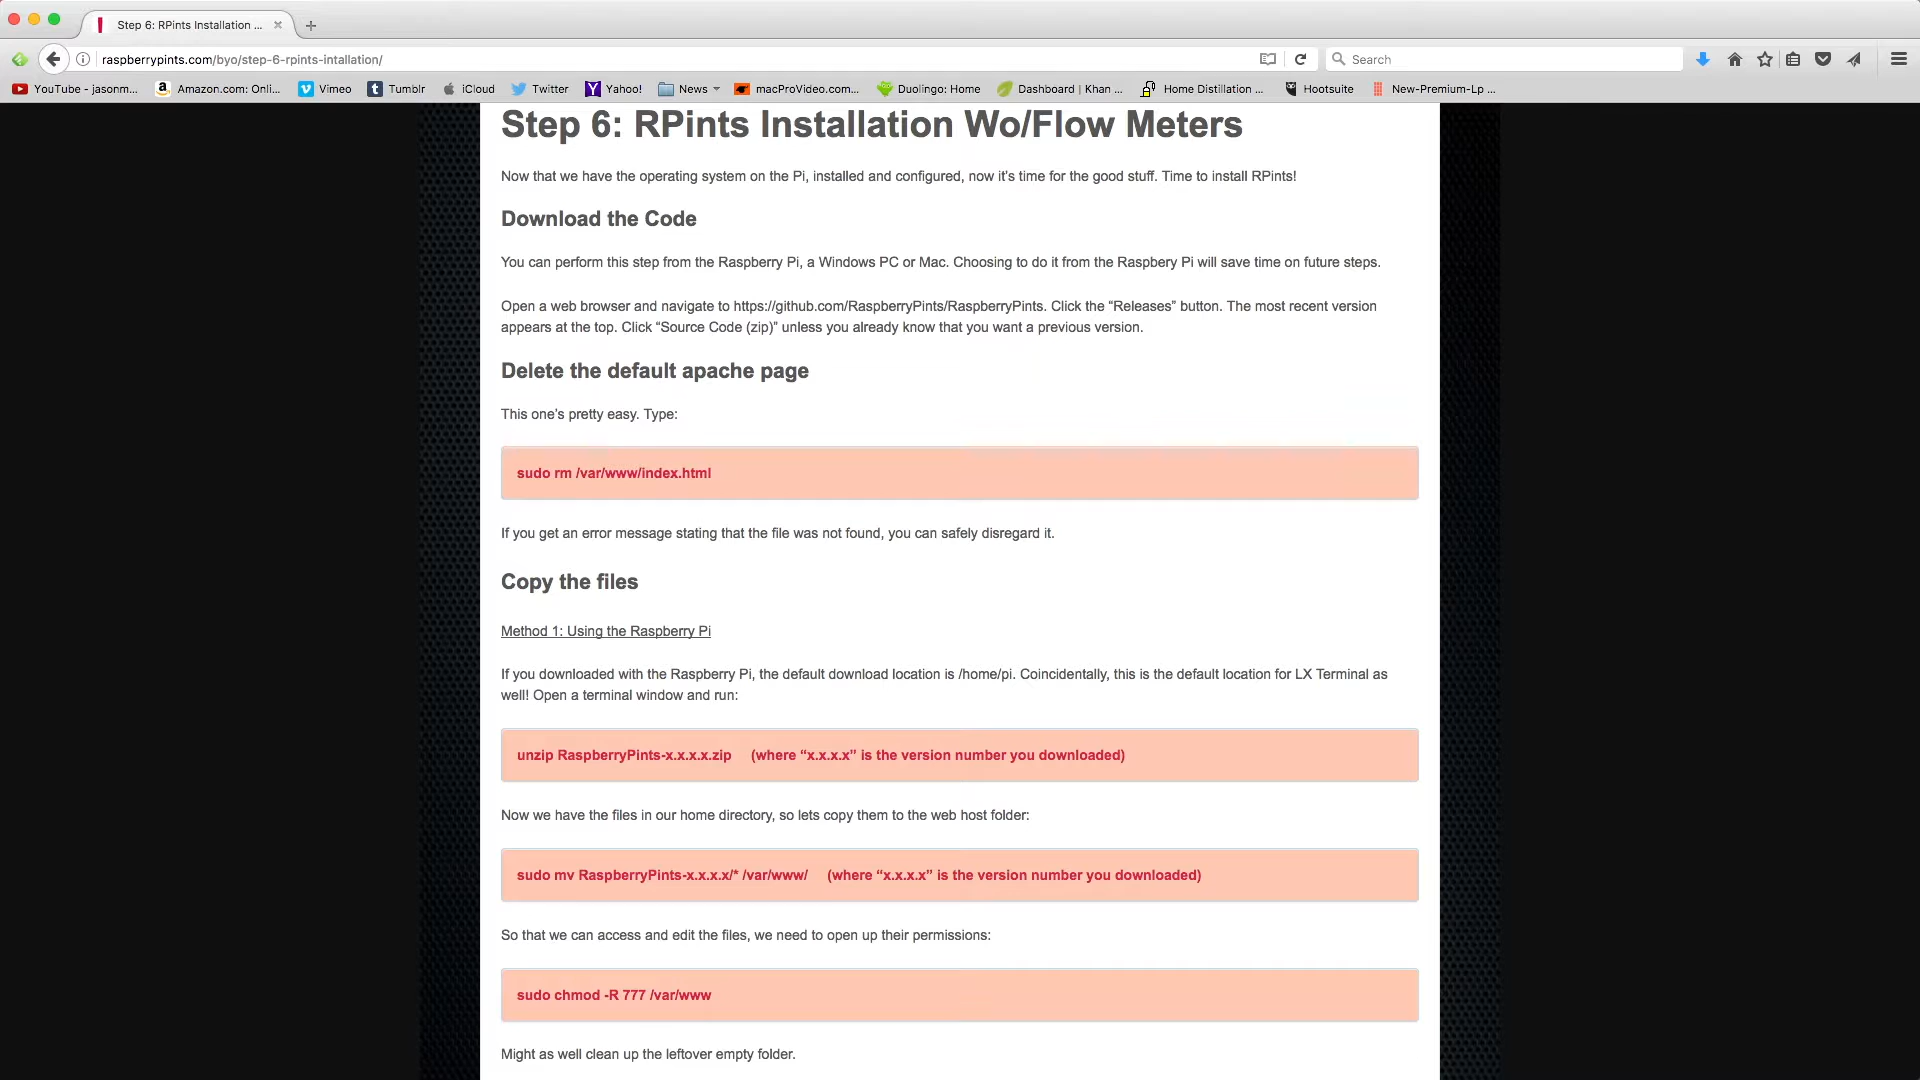 Step 6: RPints Installation ...
raspberrypints.com/byo/step-6-rpints-intallation/
Search
YouTube - jasonm...
Amazon.com: Onli...
Vimeo
Tumblr
iCloud
Twitter
Yahoo!
News
macProVideo.com...
Duolingo: Home
Dashboard | Khan ...
Home Distillation ...
Hootsuite
New-Premium-Lp ...
Step 6: RPints Installation Wo/Flow Meters
Now that we have the operating system on the Pi, installed and configured, now it’s time for the good stuff. Time to install RPints!
Download the Code
You can perform this step from the Raspberry Pi, a Windows PC or Mac. Choosing to do it from the Raspbery Pi will save time on future steps.
Open a web browser and navigate to https://github.com/RaspberryPints/RaspberryPints. Click the “Releases” button. The most recent version
appears at the top. Click “Source Code (zip)” unless you already know that you want a previous version.
Delete the default apache page
This one’s pretty easy. Type:
sudo rm /var/www/index.html
If you get an error message stating that the file was not found, you can safely disregard it.
Copy the files
Method 1: Using the Raspberry Pi
If you downloaded with the Raspberry Pi, the default download location is /home/pi. Coincidentally, this is the default location for LX Terminal as
well! Open a terminal window and run:
unzip RaspberryPints-x.x.x.x.zip (where “x.x.x.x” is the version number you downloaded)
Now we have the files in our home directory, so lets copy them to the web host folder:
sudo mv RaspberryPints-x.x.x.x/* /var/www/ (where “x.x.x.x” is the version number you downloaded)
So that we can access and edit the files, we need to open up their permissions:
sudo chmod -R 777 /var/www
Might as well clean up the leftover empty folder.